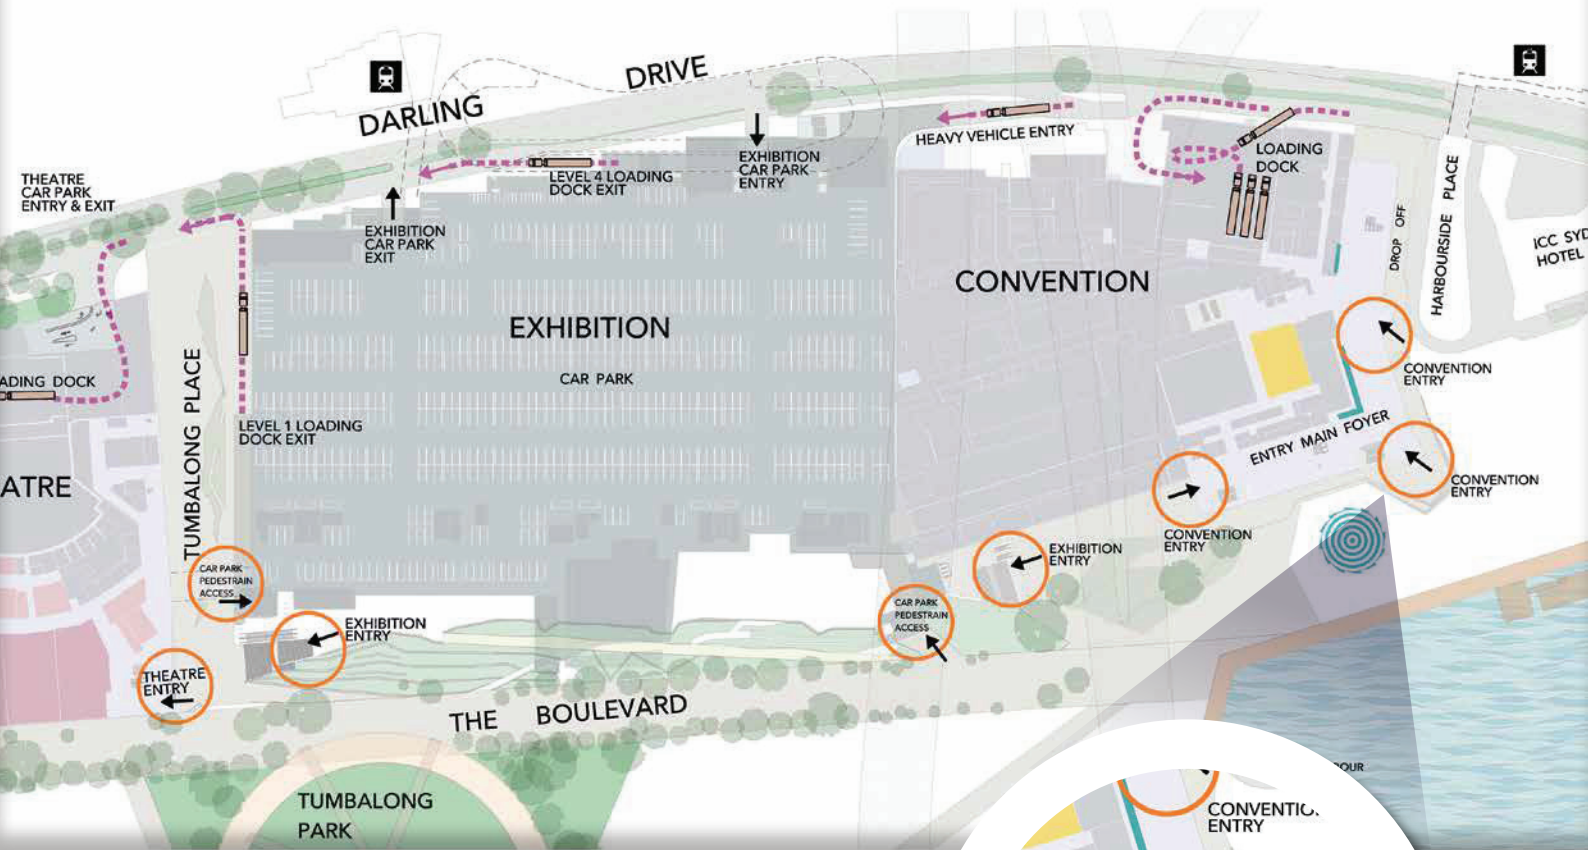 DARLING DRIVE
THEATRE
CAR PARK
ENTRY & EXIT
EXHIBITION
CAR PARK
EXIT
LEVEL 4 LOADING
DOCK EXIT
EXHIBITION
CAR PARK
ENTRY
HEAVY VEHICLE ENTRY
LOADING
DOCK
DROP OFF
HARBOURSIDE PLACE
ICC SYD
HOTEL
CONVENTION
EXHIBITION
CAR PARK
ADING DOCK
TUMBALONG PLACE
LEVEL 1 LOADING
DOCK EXIT
ATRE
CONVENTION
ENTRY
ENTRY MAIN FOYER
CONVENTION
ENTRY
CONVENTION
ENTRY
EXHIBITION
ENTRY
CAR PARK
PEDESTRAIN
ACCESS
CAR PARK
PEDESTRAIN
ACCESS
EXHIBITION
ENTRY
THEATRE
ENTRY
THE BOULEVARD
TUMBALONG
PARK
OUR
CONVENTIO
ENTRY